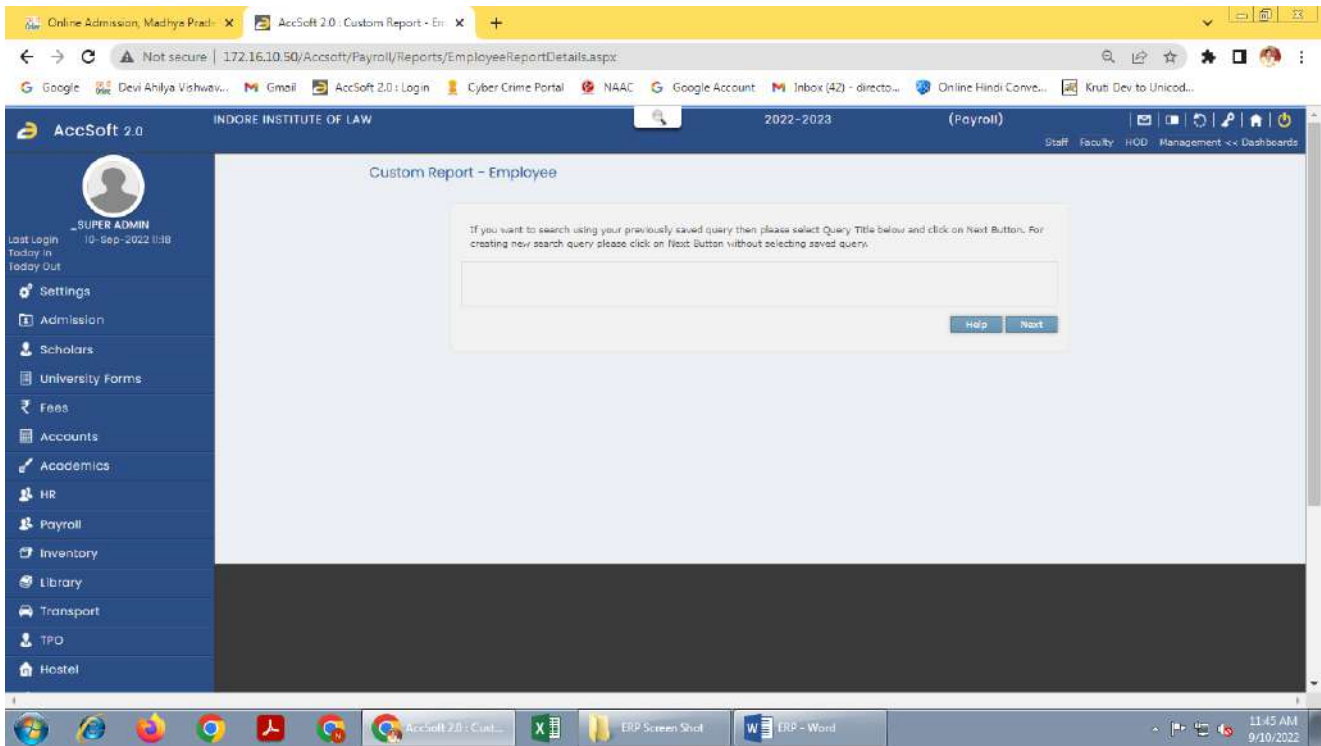 Online Admission, Madhya Prade
AccSoft 2.0 : Custom Report - Em
Not secure | 172.16.10.50/Accsoft/Payroll/Reports/EmployeeReportDetails.aspx
Google Devi Ahilya Vishwav... Gmail AccSoft 2.0 : Login Cyber Crime Portal NAAC Google Account Inbox (42) - directo... Online Hindi Conve... Kruti Dev to Unicod...
AccSoft 2.0
INDORE INSTITUTE OF LAW 2022-2023 (Payroll)
Staff Faculty HOD Management << Dashboards
Custom Report - Employee
_SUPER ADMIN
Last Login 10-Sep-2022 11:18
Today In
Today Out
If you want to search using your previously saved query then please select Query Title below and click on Next Button. For
creating new search query please click on Next Button without selecting saved query.
Help Next
Settings
Admission
Scholars
University Forms
Fees
Accounts
Academics
HR
Payroll
Inventory
Library
Transport
TPO
Hostel
AccSoft 2.0 : Cust... ERP Screen Shot ERP - Word
11:45 AM
9/10/2022